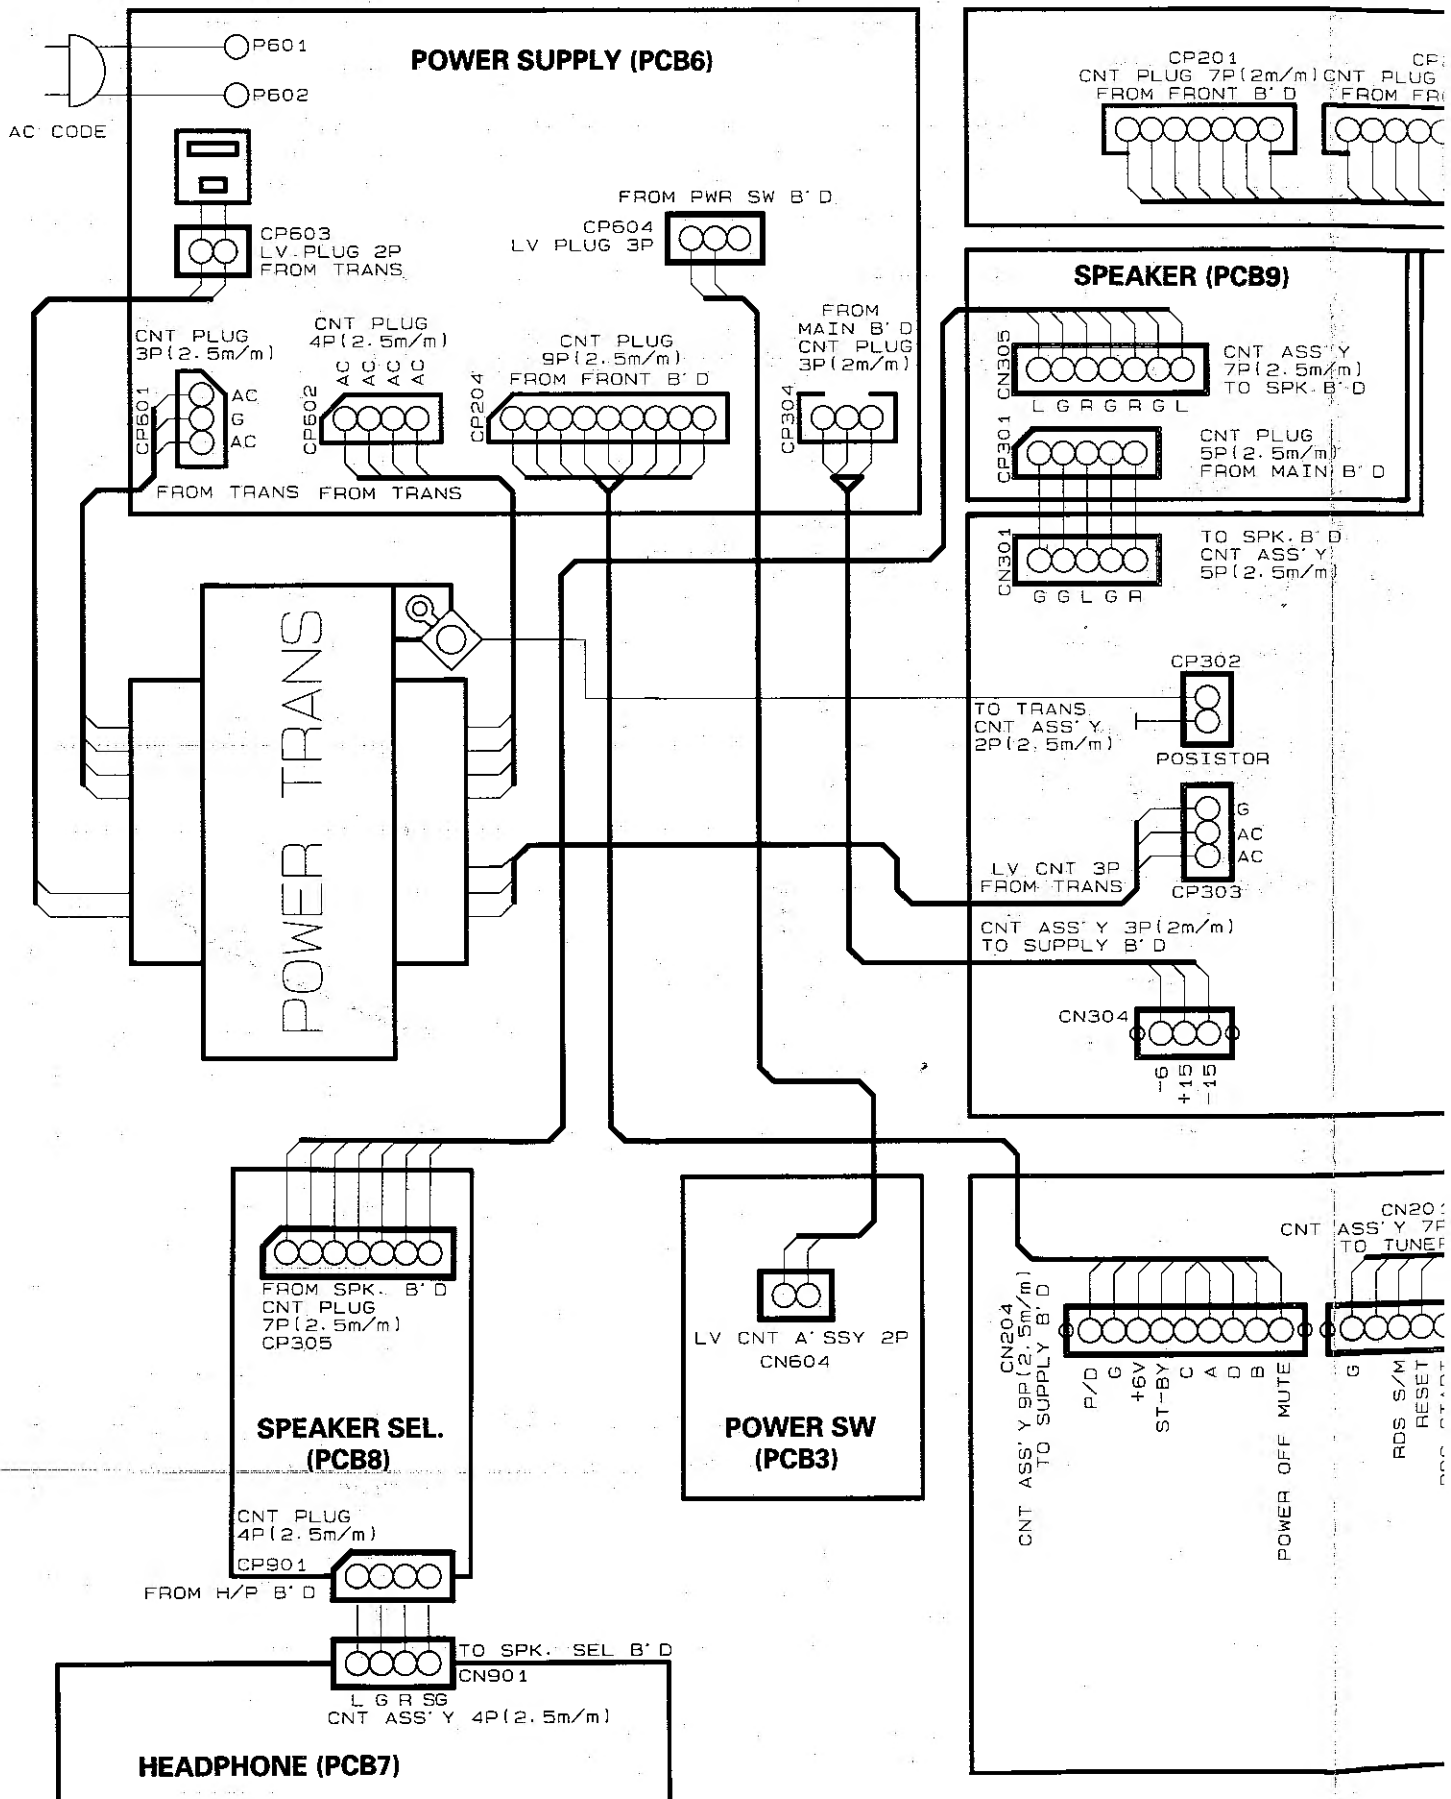 POWER SUPPLY (PCB6)
P601
P602
AC CODE
CP603
LV PLUG 2P
FROM TRANS
FROM PWR SW B'D
CP604
LV PLUG 3P
CNT PLUG
3P(2.5m/m)
CP601
AC
G
AC
FROM TRANS
CNT PLUG
4P(2.5m/m)
AC
AC
AC
AC
CP602
FROM TRANS
CNT PLUG
9P(2.5m/m)
FROM FRONT B'D
CP204
FROM
MAIN B'D
CNT PLUG
3P(2m/m)
CP304
CP201
CNT PLUG 7P(2m/m)
FROM FRONT B'D
CP
CNT PLUG
FROM FR
SPEAKER (PCB9)
CN305
CNT ASS'Y
7P(2.5m/m)
TO SPK.B'D
L G R G R G L
CP301
CNT PLUG
5P(2.5m/m)
FROM MAIN B'D
CN301
TO SPK.B'D
CNT ASS'Y
5P(2.5m/m)
G G L G R
POWER TRANS
CP302
TO TRANS
CNT ASS'Y
2P(2.5m/m)
POSISTOR
G
AC
AC
LV CNT 3P
FROM TRANS
CP303
CNT ASS'Y 3P(2m/m)
TO SUPPLY B'D
CN304
-6
+15
-15
FROM SPK. B'D
CNT PLUG
7P(2.5m/m)
CP305
SPEAKER SEL.
(PCB8)
CNT PLUG
4P(2.5m/m)
CP901
FROM H/P B'D
LV CNT A'SSY 2P
CN604
POWER SW
(PCB3)
CN204
CNT ASS'Y 9P(2.5m/m)
TO SUPPLY B'D
P/D
G
+6V
ST-BY
C
A
D
B
POWER OFF MUTE
CN201
CNT ASS'Y 7P
TO TUNER
G
RDS S/M
RESET
TO SPK. SEL B'D
CN901
L G R SG
CNT ASS'Y 4P(2.5m/m)
HEADPHONE (PCB7)